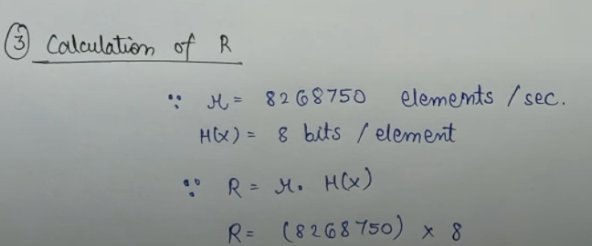 ③ Calculation of R
∵ r = 8268750 elements / sec.
H(x) = 8 bits / element
∵ R = r. H(x)
R = (8268750) × 8